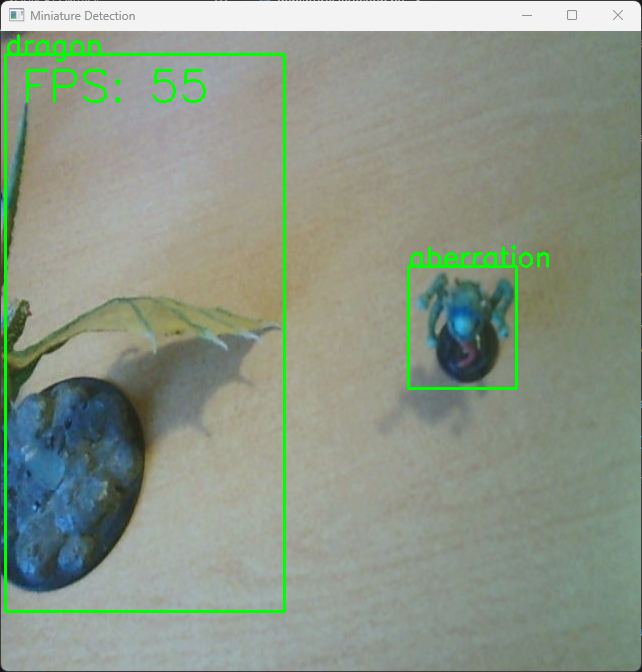 Miniature Detection
dragon
FPS: 55
aberration